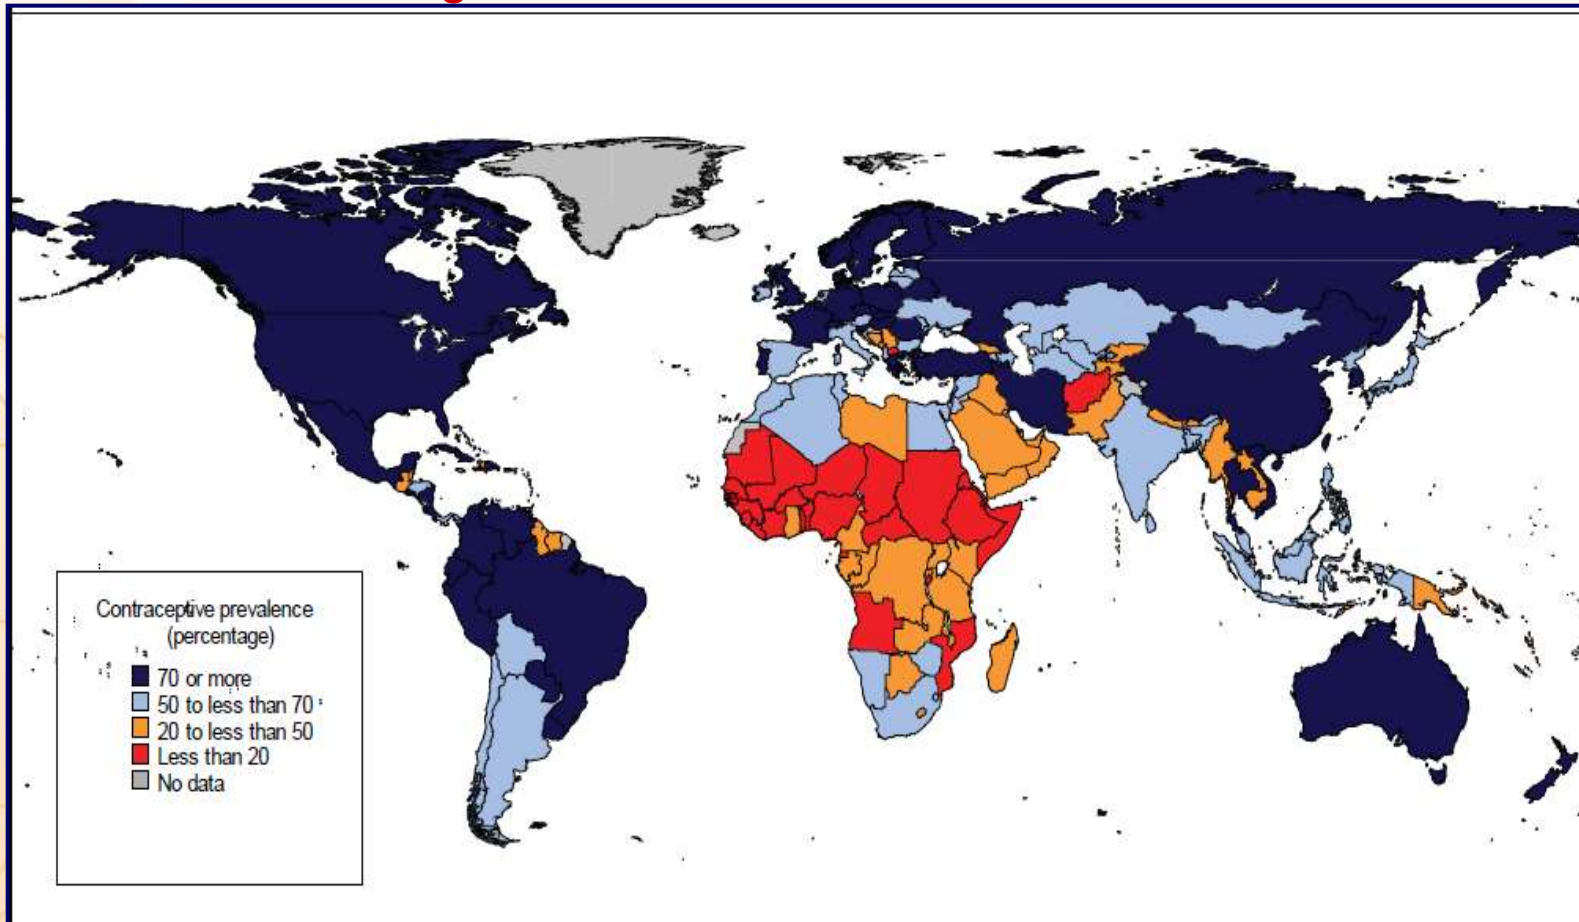 Contraceptive prevalence
(percentage)
70 or more
50 to less than 70
20 to less than 50
Less than 20
No data